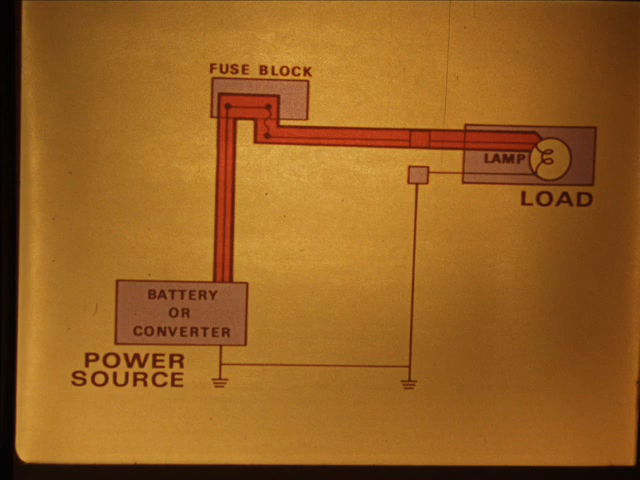 FUSE BLOCK
LAMP
LOAD
BATTERY
OR
CONVERTER
POWER
SOURCE